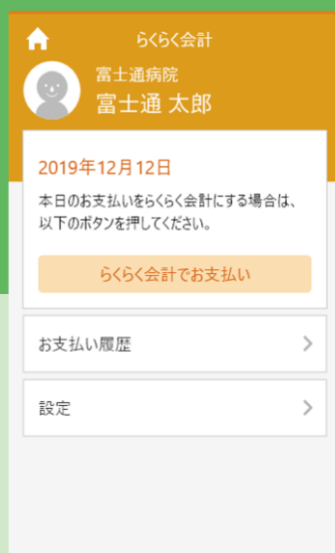 らくらく会計
富士通病院
富士通 太郎
2019年12月12日
本日のお支払いをらくらく会計にする場合は、
以下のボタンを押してください。
らくらく会計でお支払い
お支払い履歴
設定